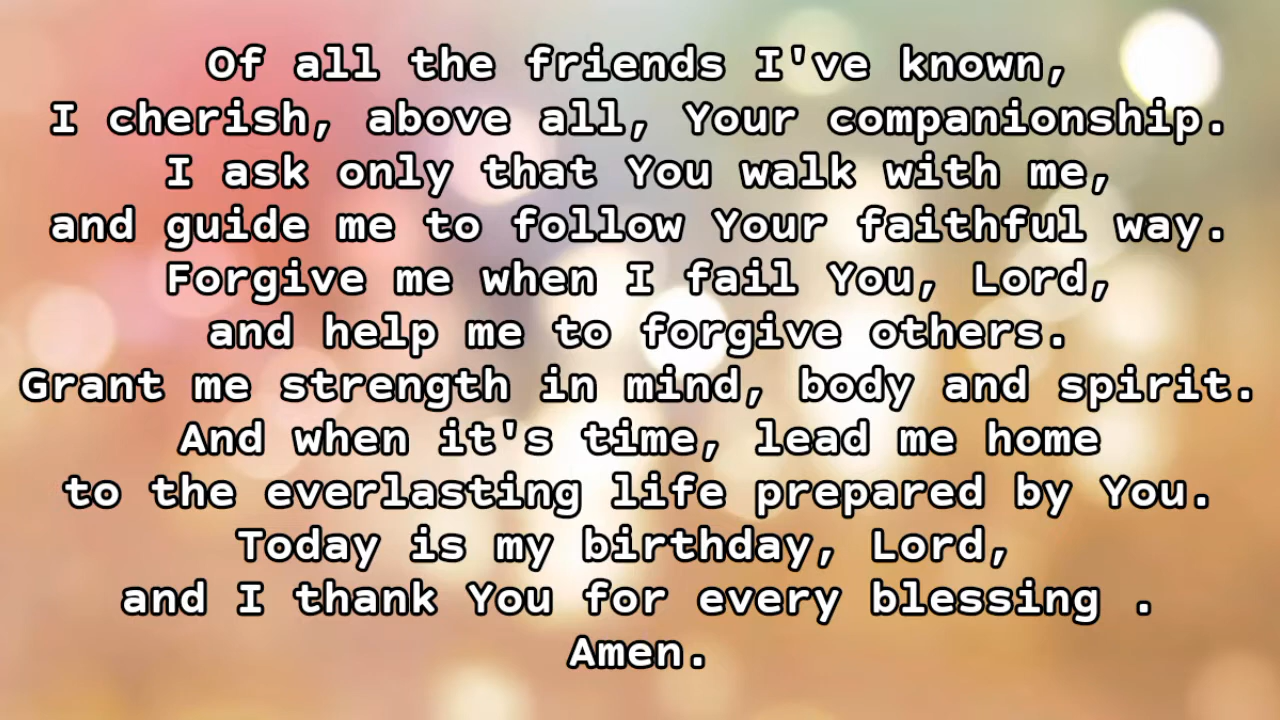 Of all the friends I've known,
I cherish, above all, Your companionship.
I ask only that You walk with me,
and guide me to follow Your faithful way.
Forgive me when I fail You, Lord,
and help me to forgive others.
Grant me strength in mind, body and spirit.
And when it's time, lead me home
to the everlasting life prepared by You.
Today is my birthday, Lord,
and I thank You for every blessing .
Amen.